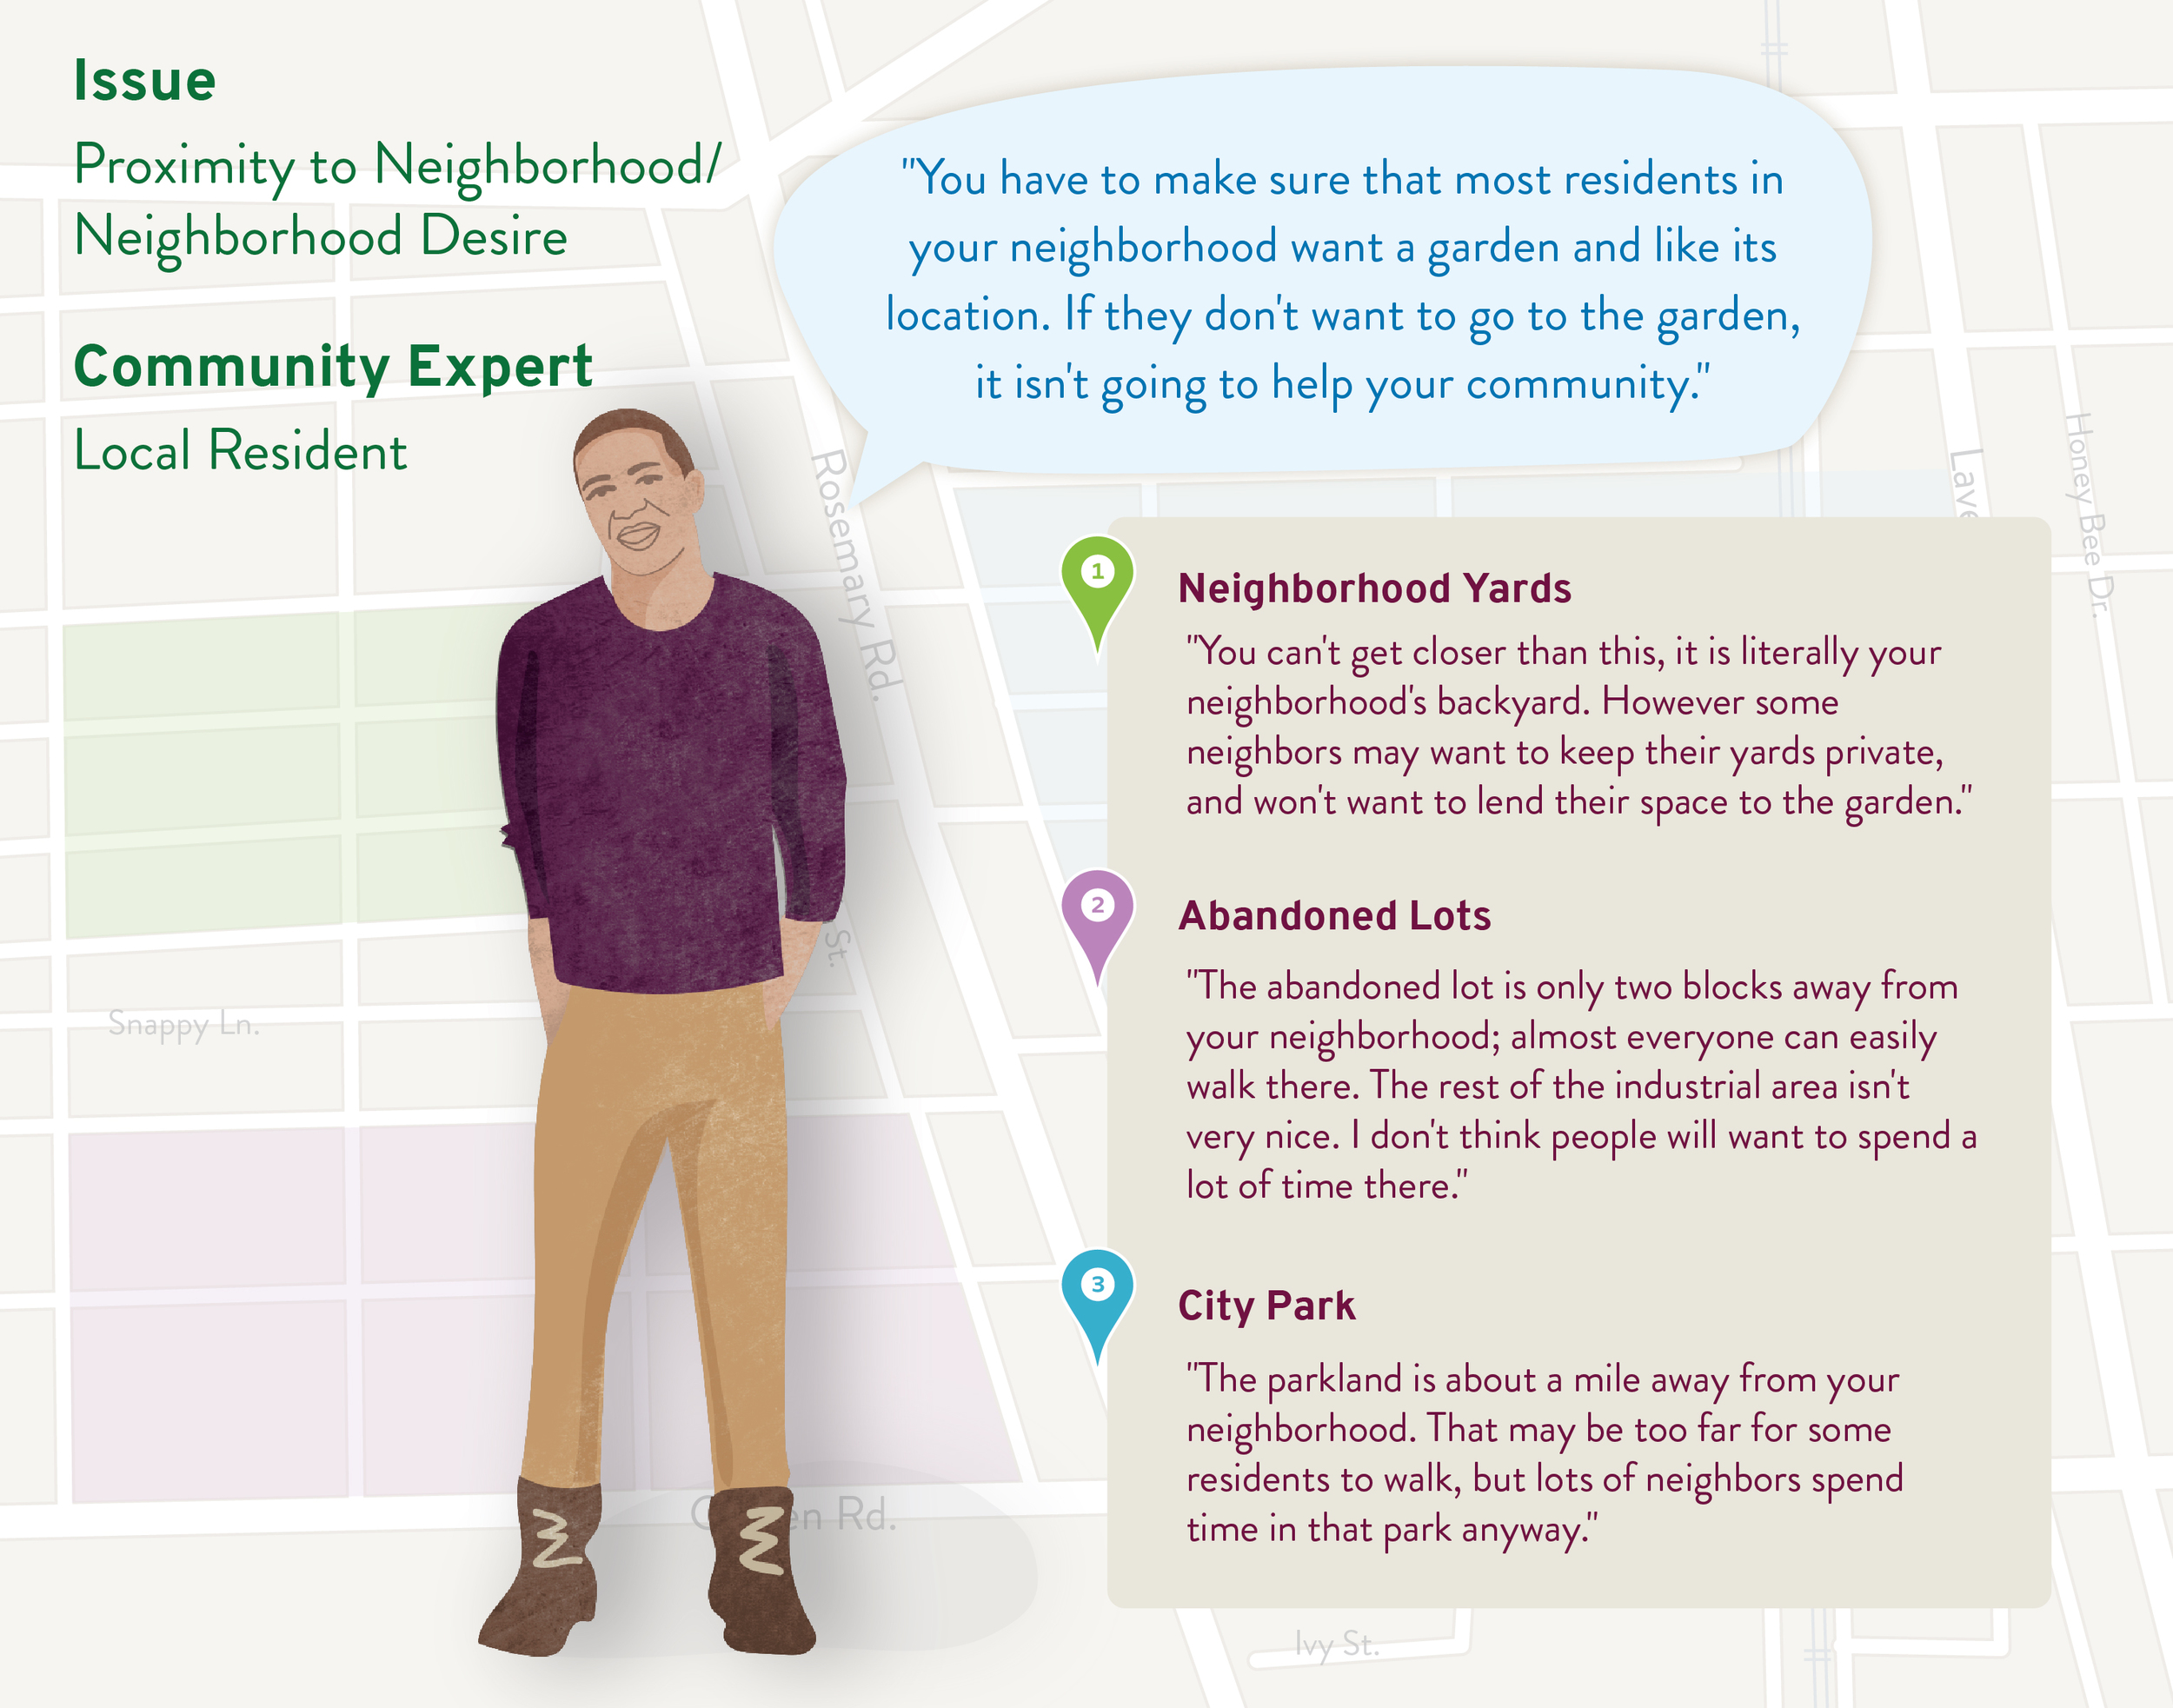 Issue
Proximity to Neighborhood/
Neighborhood Desire
Community Expert
Local Resident
"You have to make sure that most residents in
your neighborhood want a garden and like its
location. If they don't want to go to the garden,
it isn't going to help your community."
1
Neighborhood Yards
"You can't get closer than this, it is literally your
neighborhood's backyard. However some
neighbors may want to keep their yards private,
and won't want to lend their space to the garden."
2
Abandoned Lots
"The abandoned lot is only two blocks away from
your neighborhood; almost everyone can easily
walk there. The rest of the industrial area isn't
very nice. I don't think people will want to spend a
lot of time there."
3
City Park
"The parkland is about a mile away from your
neighborhood. That may be too far for some
residents to walk, but lots of neighbors spend
time in that park anyway."
Rosemary Rd.
Honey Bee Dr.
St.
Snappy Ln.
Rd.
Ivy St.